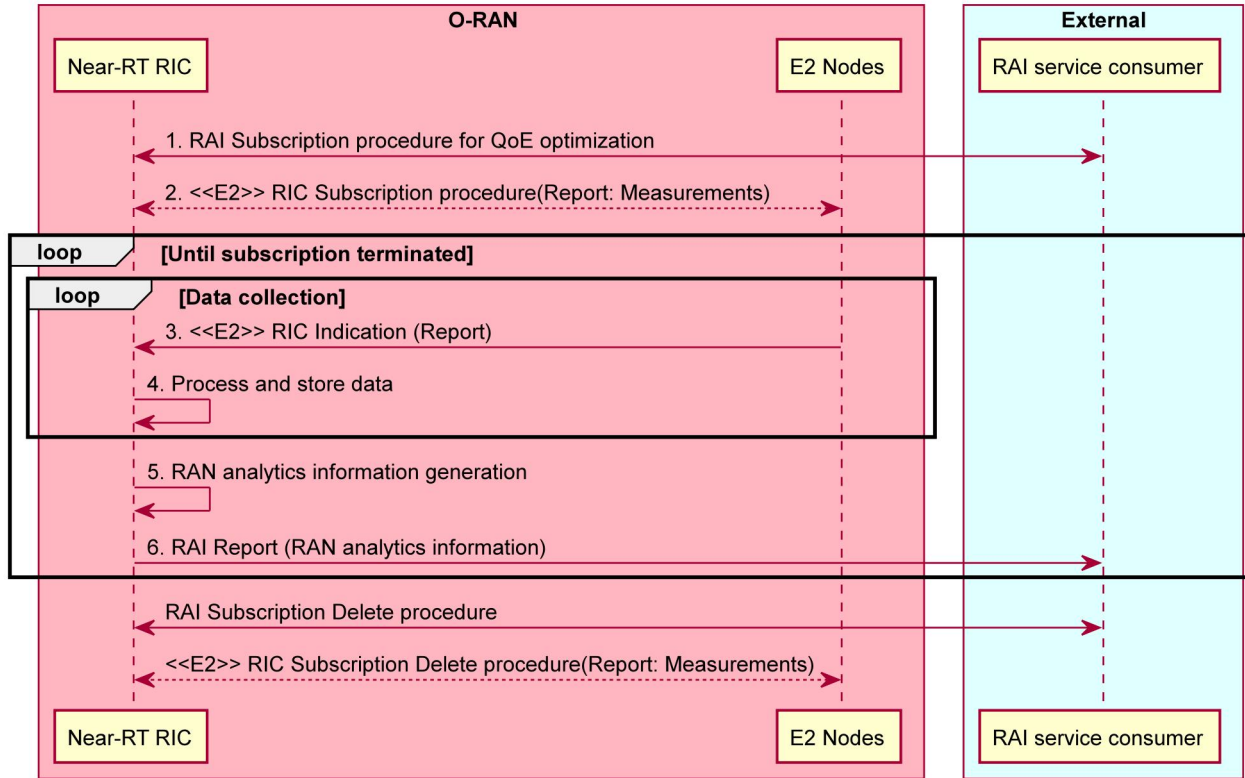 O-RAN
External
Near-RT RIC
E2 Nodes
RAI service consumer
1. RAI Subscription procedure for QoE optimization
2. <<E2>> RIC Subscription procedure(Report: Measurements)
loop
[Until subscription terminated]
loop
[Data collection]
3. <<E2>> RIC Indication (Report)
4. Process and store data
5. RAN analytics information generation
6. RAI Report (RAN analytics information)
RAI Subscription Delete procedure
<<E2>> RIC Subscription Delete procedure(Report: Measurements)
Near-RT RIC
E2 Nodes
RAI service consumer